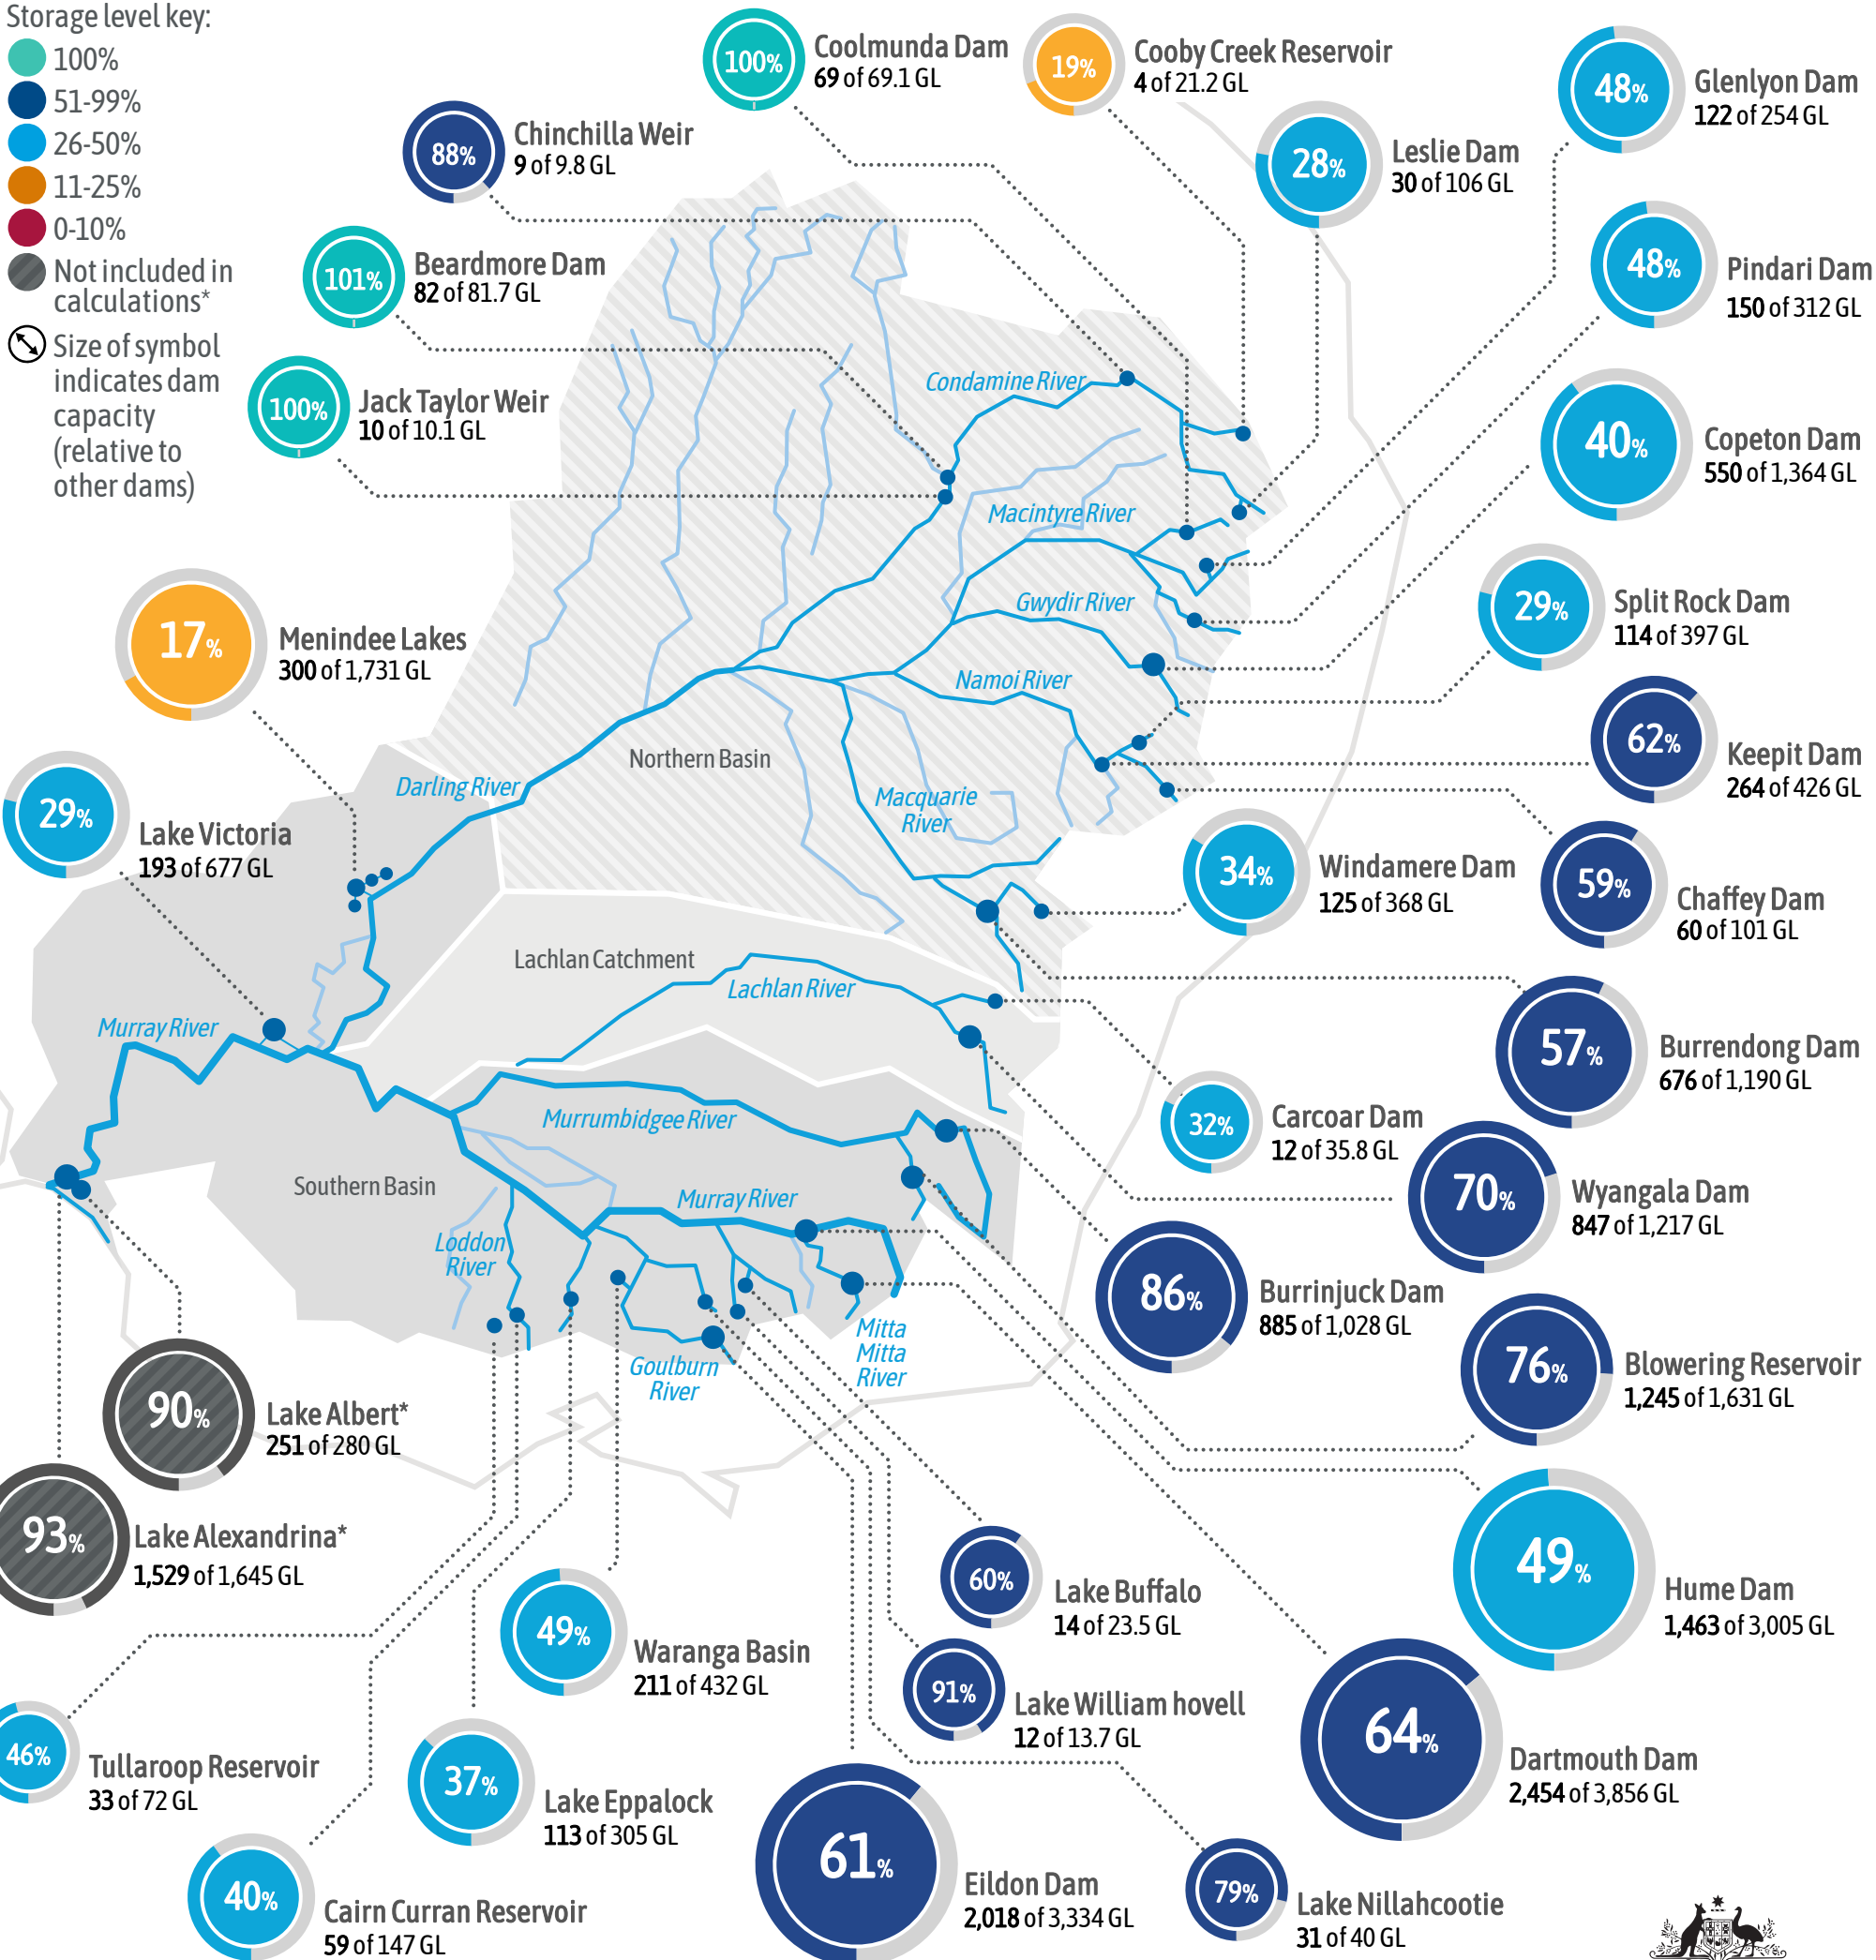 Storage level key:
100%
51-99%
26-50%
11-25%
0-10%
Not included in
calculations*
Size of symbol
indicates dam
capacity
(relative to
other dams)
100%
Coolmunda Dam
69 of 69.1 GL
19%
Cooby Creek Reservoir
4 of 21.2 GL
48%
Glenlyon Dam
122 of 254 GL
88%
Chinchilla Weir
9 of 9.8 GL
28%
Leslie Dam
30 of 106 GL
101%
Beardmore Dam
82 of 81.7 GL
48%
Pindari Dam
150 of 312 GL
100%
Jack Taylor Weir
10 of 10.1 GL
40%
Copeton Dam
550 of 1,364 GL
Condamine River
Macintyre River
Gwydir River
Namoi River
17%
Menindee Lakes
300 of 1,731 GL
29%
Split Rock Dam
114 of 397 GL
62%
Keepit Dam
264 of 426 GL
Northern Basin
Darling River
Macquarie
River
29%
Lake Victoria
193 of 677 GL
34%
Windamere Dam
125 of 368 GL
59%
Chaffey Dam
60 of 101 GL
Lachlan Catchment
Lachlan River
Murray River
57%
Burrendong Dam
676 of 1,190 GL
Murrumbidgee River
32%
Carcoar Dam
12 of 35.8 GL
70%
Wyangala Dam
847 of 1,217 GL
Southern Basin
Murray River
Loddon
River
86%
Burrinjuck Dam
885 of 1,028 GL
Goulburn
River
Mitta
Mitta
River
76%
Blowering Reservoir
1,245 of 1,631 GL
90%
Lake Albert*
251 of 280 GL
93%
Lake Alexandrina*
1,529 of 1,645 GL
49%
Hume Dam
1,463 of 3,005 GL
60%
Lake Buffalo
14 of 23.5 GL
49%
Waranga Basin
211 of 432 GL
91%
Lake William hovell
12 of 13.7 GL
64%
Dartmouth Dam
2,454 of 3,856 GL
46%
Tullaroop Reservoir
33 of 72 GL
37%
Lake Eppalock
113 of 305 GL
61%
Eildon Dam
2,018 of 3,334 GL
79%
Lake Nillahcootie
31 of 40 GL
40%
Cairn Curran Reservoir
59 of 147 GL